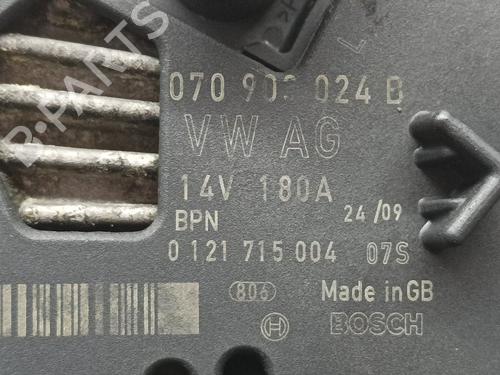 B-PARTS
070 903 024 B
VW AG
14V 180A
BPN 24/09
0 121 715 004 07S
806 Made in GB
BOSCH